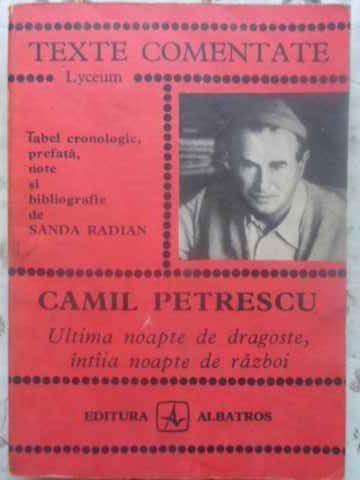 TEXTE COMENTATE
Lyceum
Tabel cronologic,
prefată,
note
și
bibliografie
de
SANDA RADIAN
CAMIL PETRESCU
Ultima noapte de dragoste,
întîia noapte de război
EDITURA ALBATROS